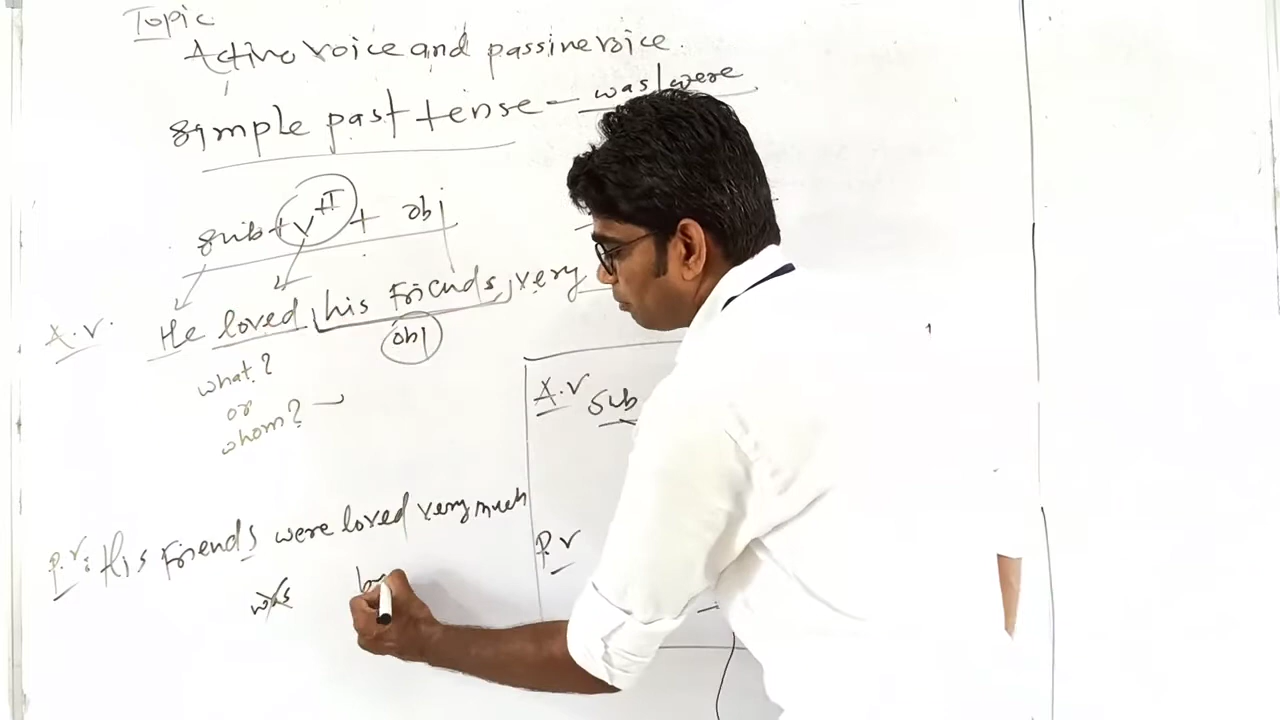 Topic
Active voice and passive voice.
simple past tense - was/were
sub + v II + obj
A.V. He loved his Friends, very
obj
what?
or
whom?
A.V Sub
P.V: His Friends were loved very much
was
P.V